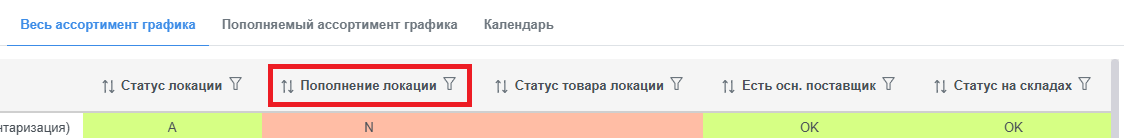 Весь ассортимент графика Пополняемый ассортимент графика Календарь
Статус локации Пополнение локации Статус товара локации Есть осн. поставщик Статус на складах
нтаризация) A N OK OK